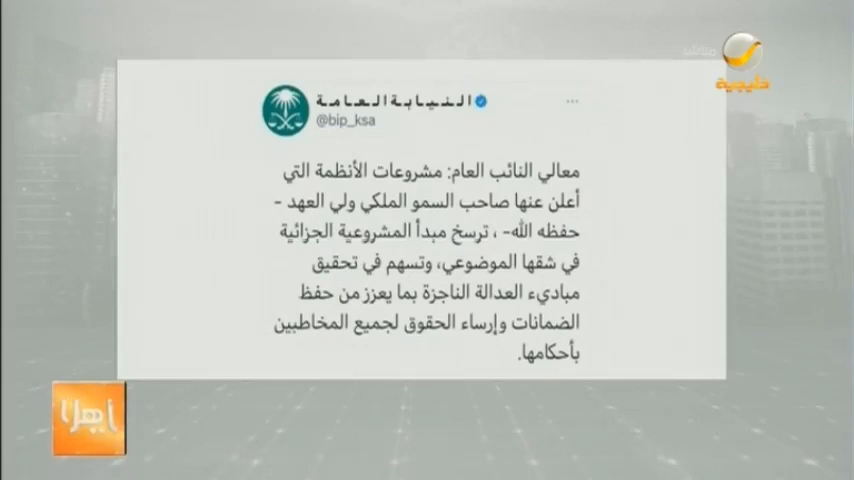 مباشر
خليجية
النيابة العامة
@bip_ksa
معالي النائب العام: مشروعات الأنظمة التي
أعلن عنها صاحب السمو الملكي ولي العهد -
حفظه الله- ، ترسخ مبدأ المشروعية الجزائية
في شقها الموضوعي، وتسهم في تحقيق
مباديء العدالة الناجزة بما يعزز من حفظ
الضمانات وإرساء الحقوق لجميع المخاطبين
بأحكامها.
يا هلا